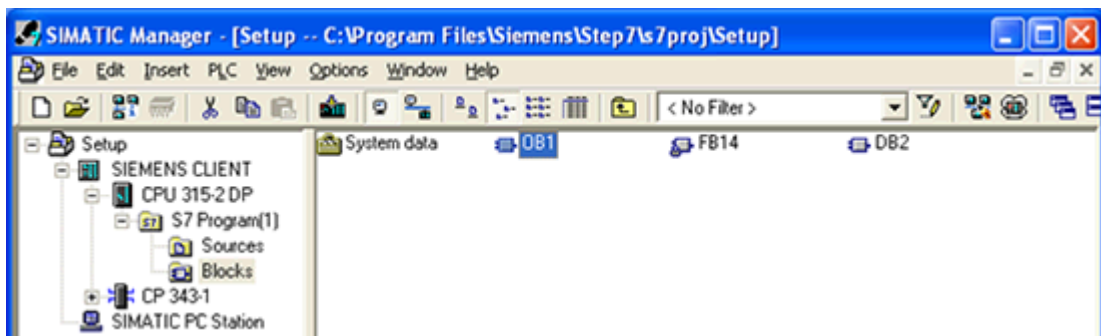 SIMATIC Manager - [Setup -- C:\Program Files\Siemens\Step7\s7proj\Setup]
File Edit Insert PLC View Options Window Help
< No Filter >
Setup
SIEMENS CLIENT
CPU 315-2 DP
S7 Program(1)
Sources
Blocks
CP 343-1
SIMATIC PC Station
System data OB1 FB14 DB2